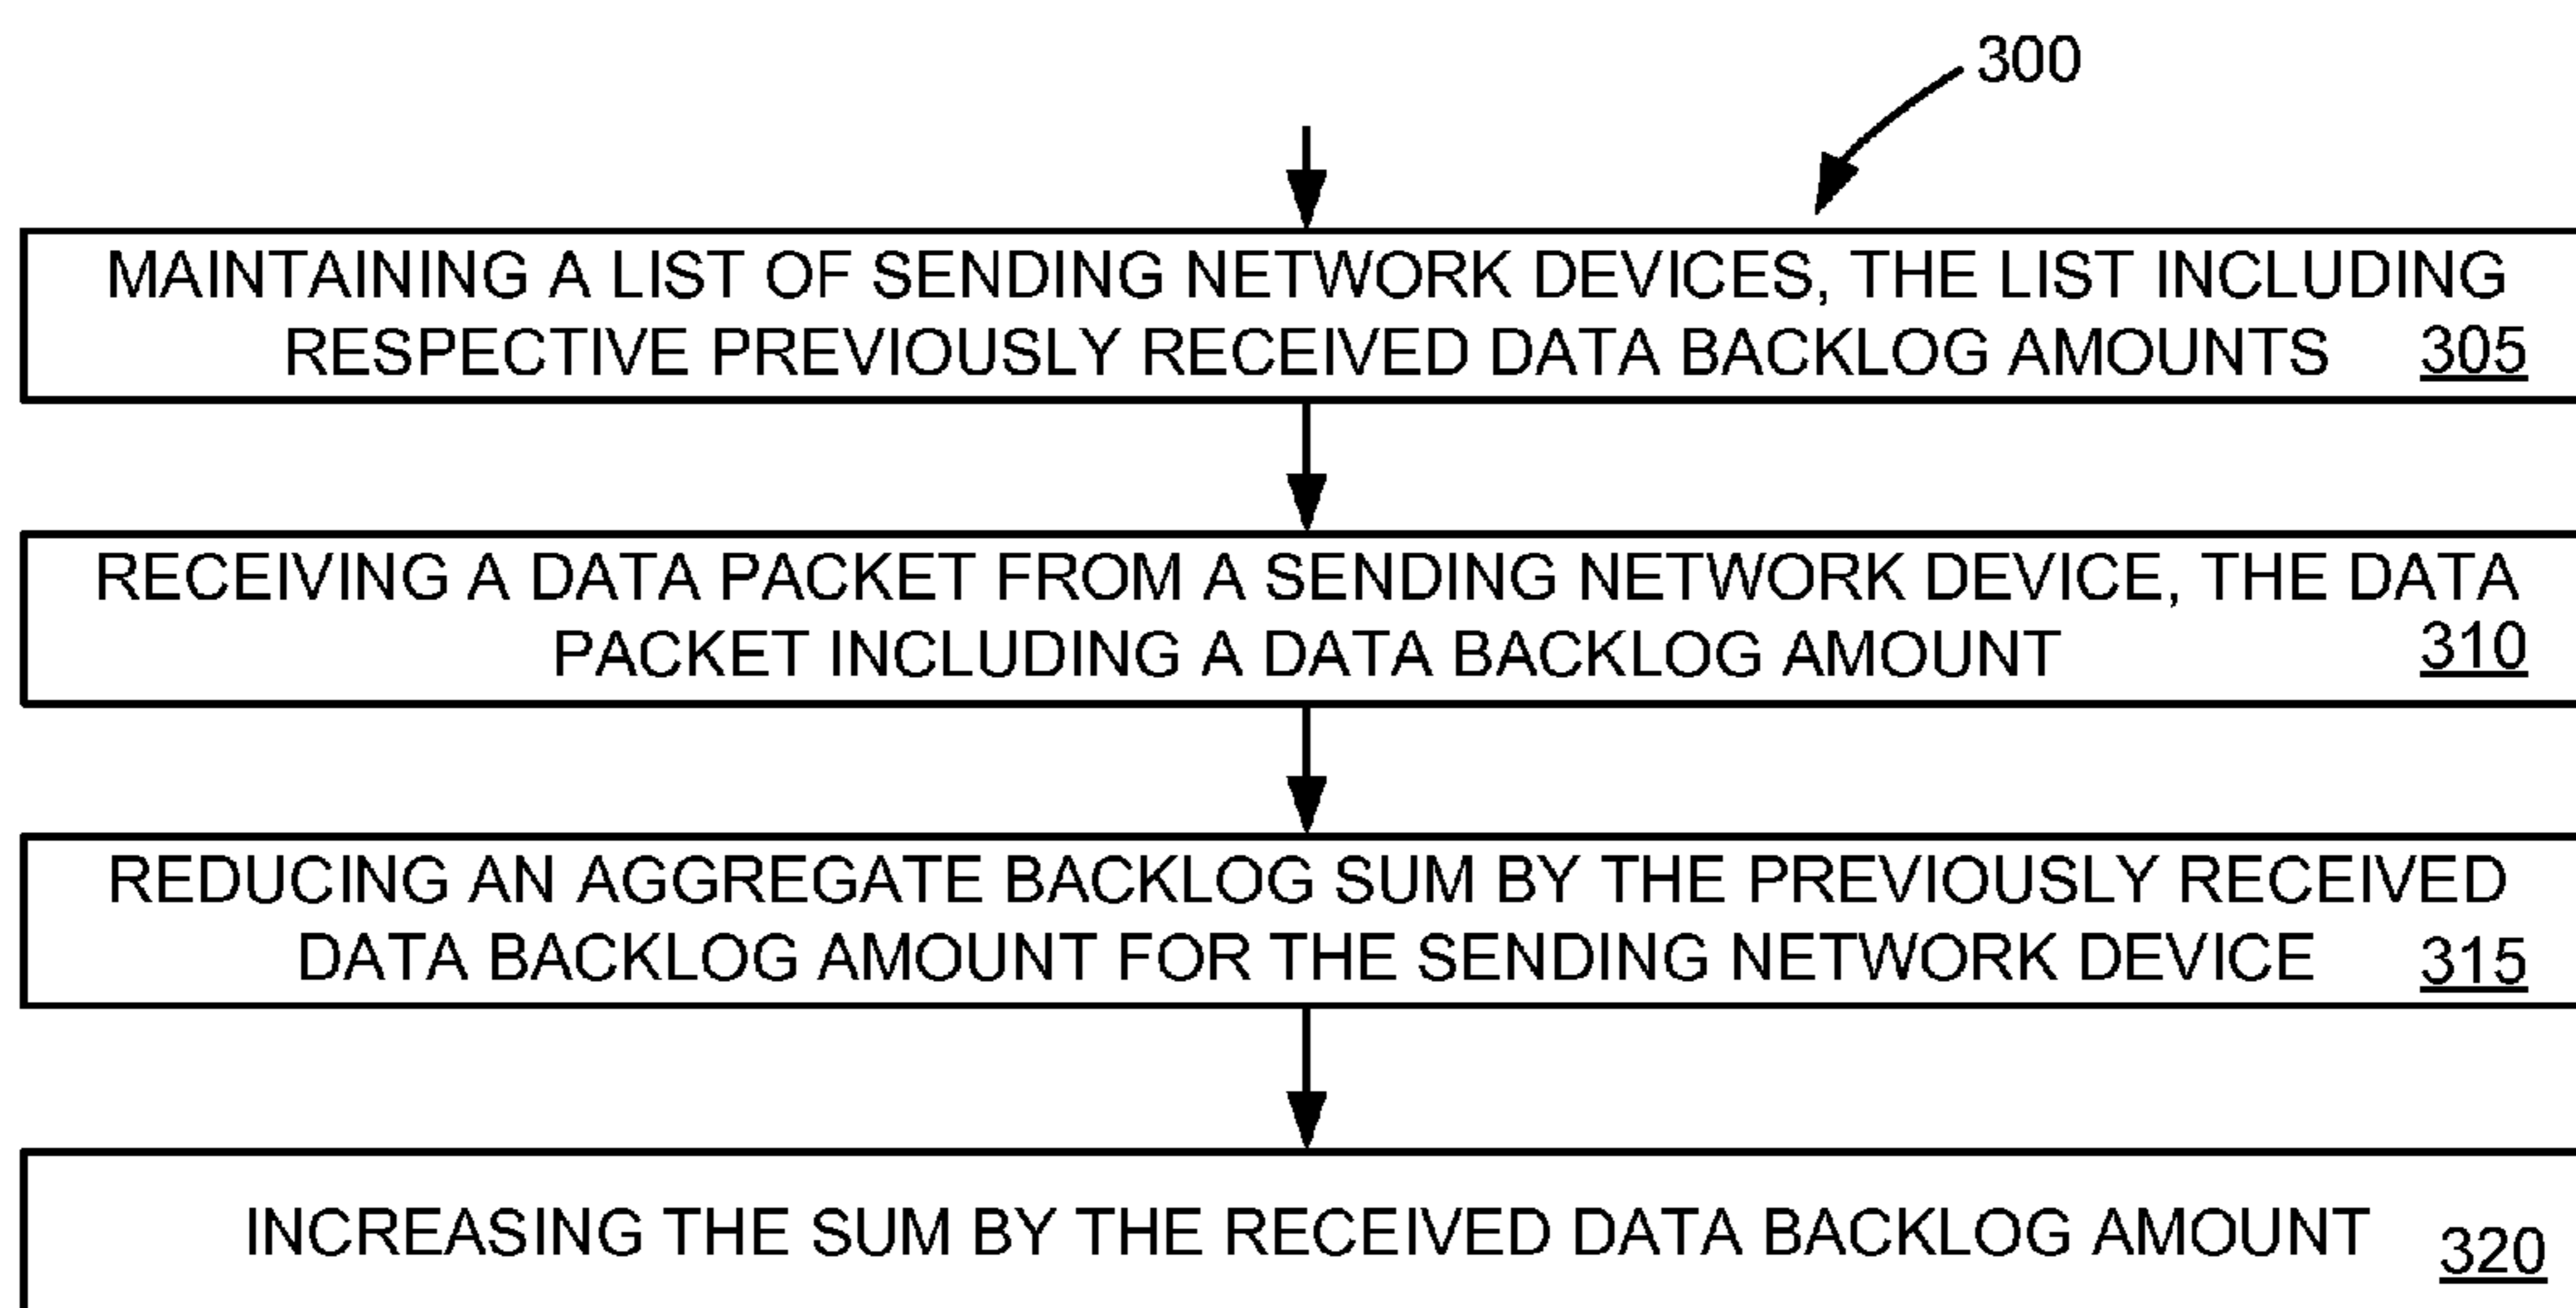 300
MAINTAINING A LIST OF SENDING NETWORK DEVICES, THE LIST INCLUDING
RESPECTIVE PREVIOUSLY RECEIVED DATA BACKLOG AMOUNTS 305
RECEIVING A DATA PACKET FROM A SENDING NETWORK DEVICE, THE DATA
PACKET INCLUDING A DATA BACKLOG AMOUNT 310
REDUCING AN AGGREGATE BACKLOG SUM BY THE PREVIOUSLY RECEIVED
DATA BACKLOG AMOUNT FOR THE SENDING NETWORK DEVICE 315
INCREASING THE SUM BY THE RECEIVED DATA BACKLOG AMOUNT 320